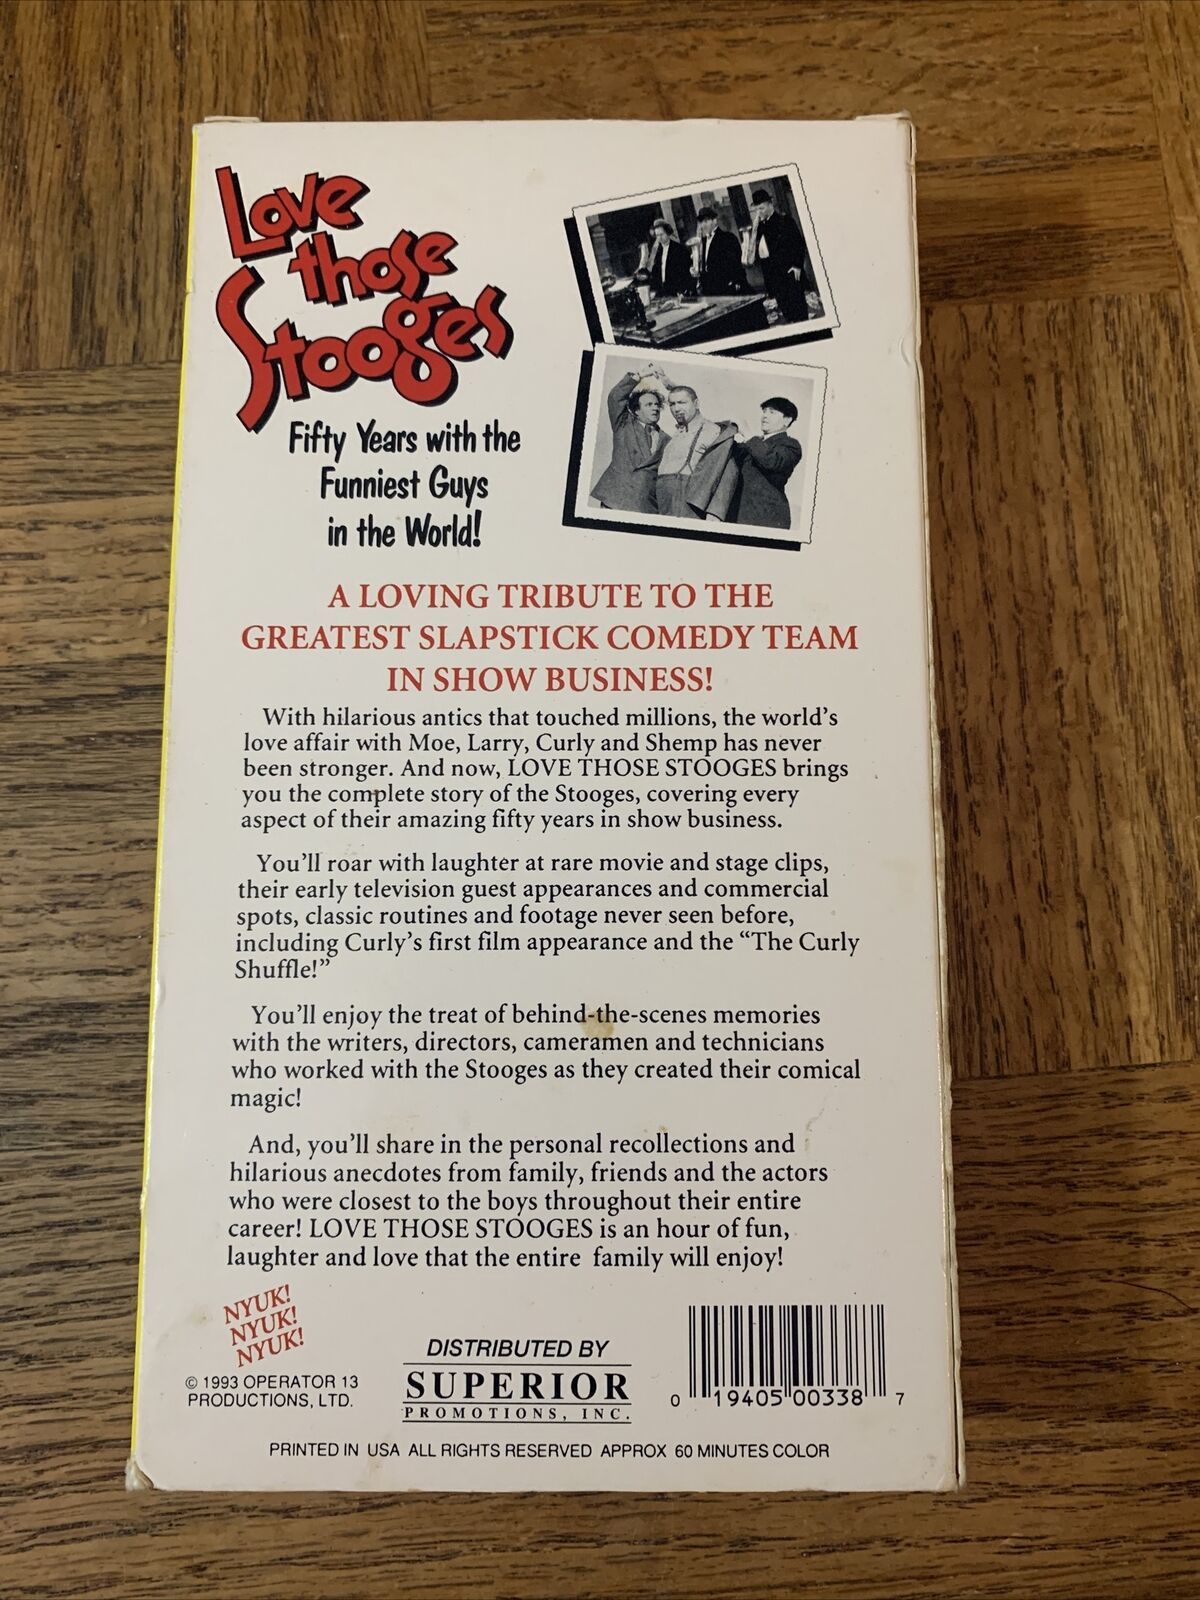 Love
those
Stooges
Fifty Years with the
Funniest Guys
in the World!
A LOVING TRIBUTE TO THE
GREATEST SLAPSTICK COMEDY TEAM
IN SHOW BUSINESS!
With hilarious antics that touched millions, the world's
love affair with Moe, Larry, Curly and Shemp has never
been stronger. And now, LOVE THOSE STOOGES brings
you the complete story of the Stooges, covering every
aspect of their amazing fifty years in show business.
You'll roar with laughter at rare movie and stage clips,
their early television guest appearances and commercial
spots, classic routines and footage never seen before,
including Curly's first film appearance and the “The Curly
Shuffle!”
You'll enjoy the treat of behind-the-scenes memories
with the writers, directors, cameramen and technicians
who worked with the Stooges as they created their comical
magic!
And, you'll share in the personal recollections and
hilarious anecdotes from family, friends and the actors
who were closest to the boys throughout their entire
career! LOVE THOSE STOOGES is an hour of fun,
laughter and love that the entire family will enjoy!
NYUK!
NYUK!
NYUK!
© 1993 OPERATOR 13
PRODUCTIONS, LTD.
DISTRIBUTED BY
SUPERIOR
PROMOTIONS, INC.
0 19405 00338 7
PRINTED IN USA ALL RIGHTS RESERVED APPROX 60 MINUTES COLOR